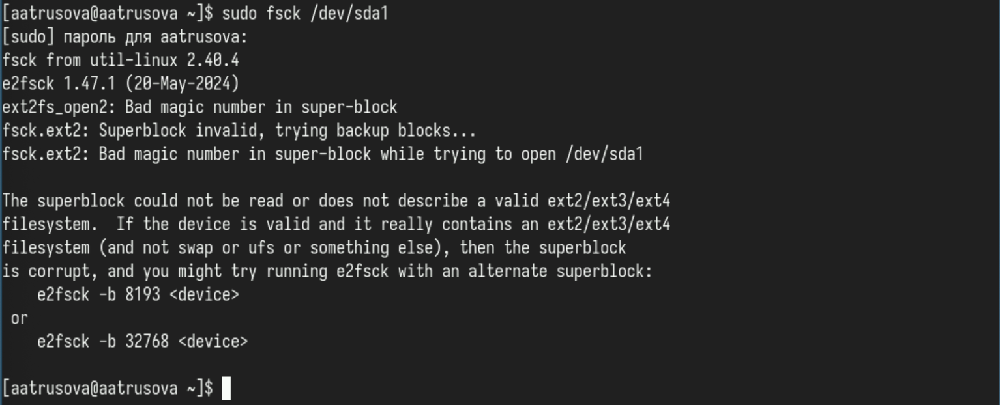 [aatrusova@aatrusova ~]$ sudo fsck /dev/sda1
[sudo] пароль для aatrusova:
fsck from util-linux 2.40.4
e2fsck 1.47.1 (20-May-2024)
ext2fs_open2: Bad magic number in super-block
fsck.ext2: Superblock invalid, trying backup blocks...
fsck.ext2: Bad magic number in super-block while trying to open /dev/sda1

The superblock could not be read or does not describe a valid ext2/ext3/ext4
filesystem.  If the device is valid and it really contains an ext2/ext3/ext4
filesystem (and not swap or ufs or something else), then the superblock
is corrupt, and you might try running e2fsck with an alternate superblock:
    e2fsck -b 8193 <device>
 or
    e2fsck -b 32768 <device>

[aatrusova@aatrusova ~]$